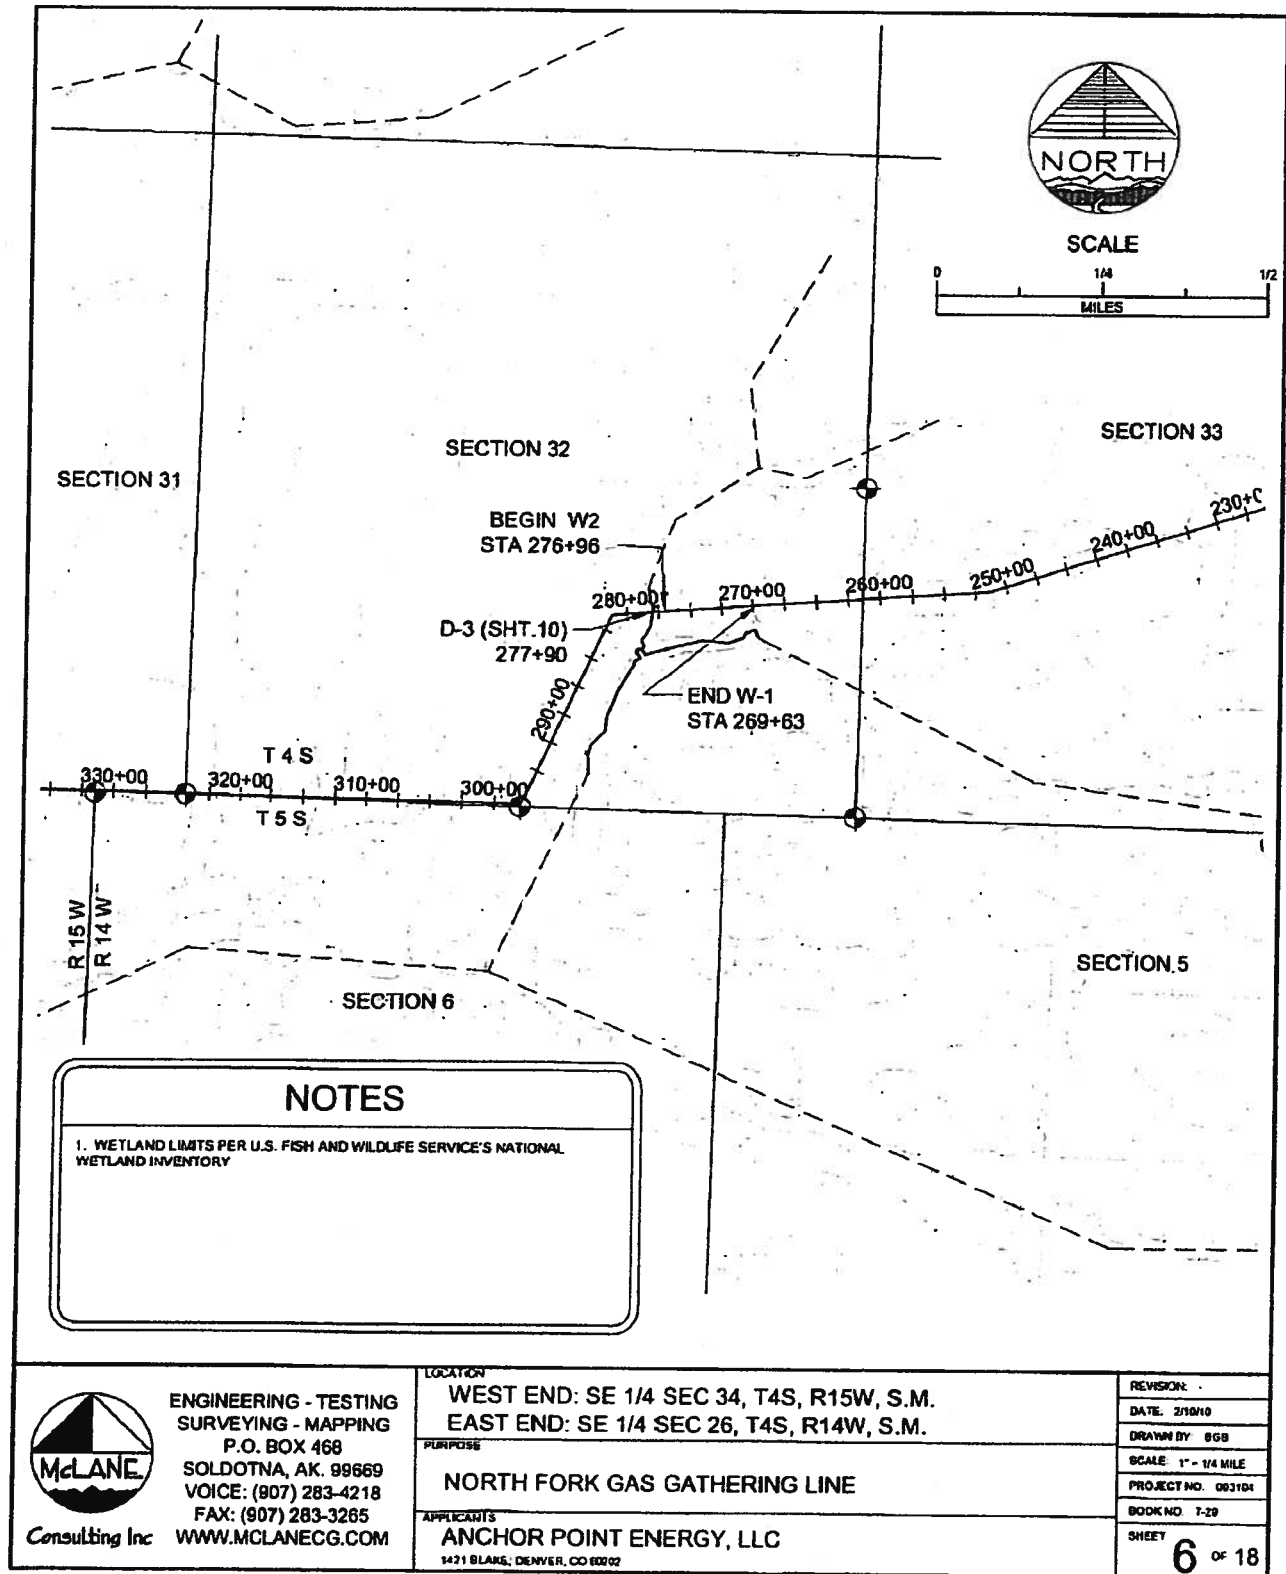 NORTH
SCALE
0 1/4 1/2
MILES
SECTION 33
SECTION 32
SECTION 31
BEGIN W2
STA 276+96
230+0
240+00
250+00
260+00
270+00
280+00
D-3 (SHT.10)
277+90
END W-1
STA 269+63
290+00
T 4 S
330+00 320+00 310+00 300+00
T 5 S
R 15 W
R 14 W
SECTION 5
SECTION 6
NOTES
1. WETLAND LIMITS PER U.S. FISH AND WILDLIFE SERVICE'S NATIONAL
WETLAND INVENTORY
McLANE
Consulting Inc
ENGINEERING - TESTING
SURVEYING - MAPPING
P.O. BOX 468
SOLDOTNA, AK. 99669
VOICE: (907) 283-4218
FAX: (907) 283-3265
WWW.MCLANECG.COM
LOCATION
WEST END: SE 1/4 SEC 34, T4S, R15W, S.M.
EAST END: SE 1/4 SEC 26, T4S, R14W, S.M.
PURPOSE
NORTH FORK GAS GATHERING LINE
APPLICANTS
ANCHOR POINT ENERGY, LLC
1421 BLAKE; DENVER, CO 80202
REVISION: -
DATE: 2/10/10
DRAWN BY:
SCALE: 1" = 1/4 MILE
PROJECT NO. 093104
BOOK NO. 7-29
SHEET
6 OF 18